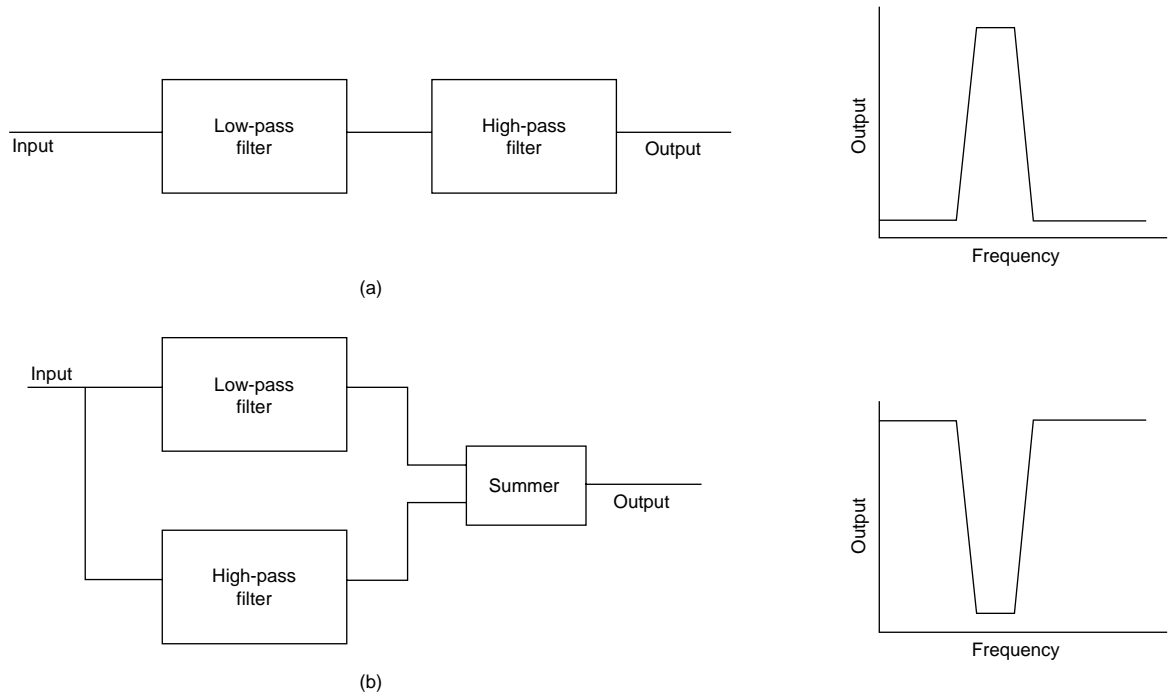 Input
Low-pass
filter
High-pass
filter
Output
Output
Frequency
(a)
Input
Low-pass
filter
High-pass
filter
Summer
Output
Output
Frequency
(b)